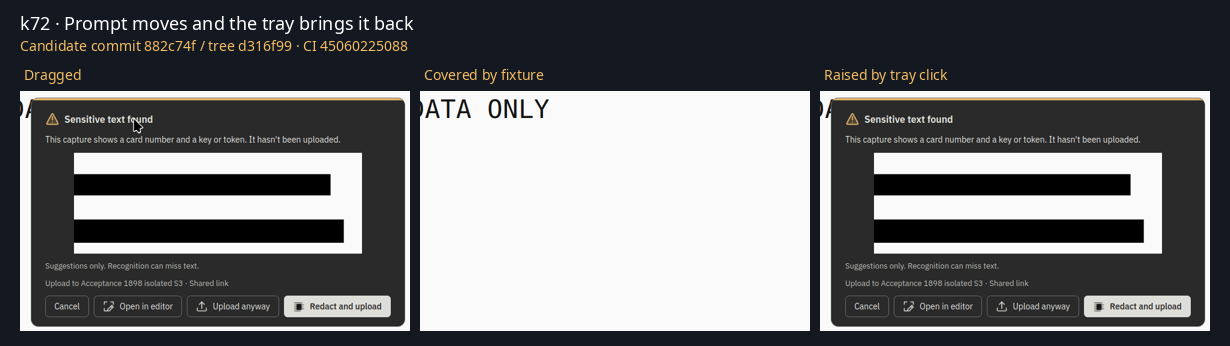 k72 · Prompt moves and the tray brings it back
Candidate commit 882c74f / tree d316f99 · CI 45060225088
Dragged
Sensitive text found
This capture shows a card number and a key or token. It hasn't been uploaded.
Suggestions only. Recognition can miss text.
Upload to Acceptance 1898 isolated S3 · Shared link
Cancel
Open in editor
Upload anyway
Redact and upload
Covered by fixture
DATA ONLY
Raised by tray click
Sensitive text found
This capture shows a card number and a key or token. It hasn't been uploaded.
Suggestions only. Recognition can miss text.
Upload to Acceptance 1898 isolated S3 · Shared link
Cancel
Open in editor
Upload anyway
Redact and upload